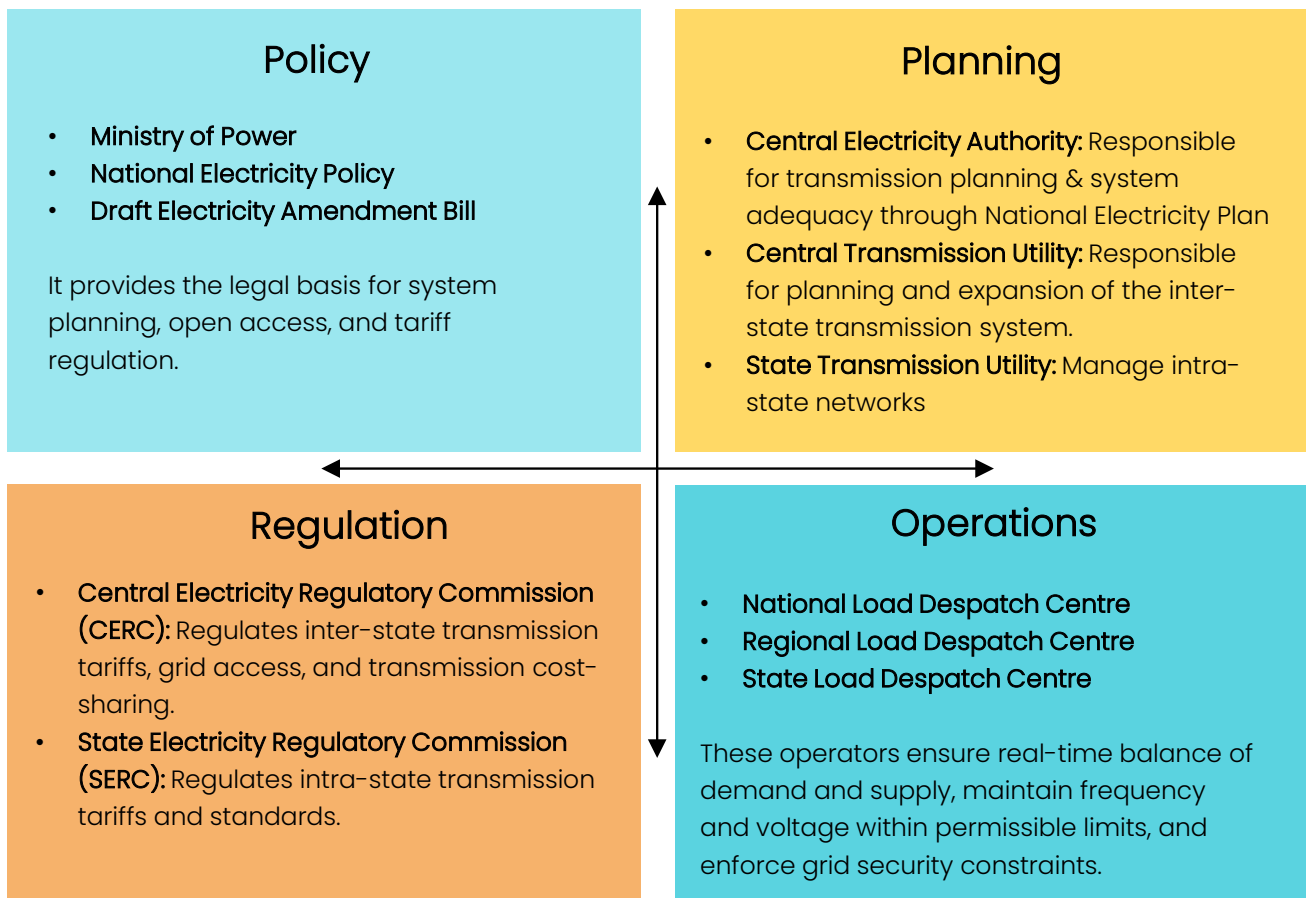 Policy
• Ministry of Power
• National Electricity Policy
• Draft Electricity Amendment Bill
It provides the legal basis for system
planning, open access, and tariff
regulation.
Planning
• Central Electricity Authority: Responsible
for transmission planning & system
adequacy through National Electricity Plan
• Central Transmission Utility: Responsible
for planning and expansion of the inter-
state transmission system.
• State Transmission Utility: Manage intra-
state networks
Regulation
• Central Electricity Regulatory Commission
(CERC): Regulates inter-state transmission
tariffs, grid access, and transmission cost-
sharing.
• State Electricity Regulatory Commission
(SERC): Regulates intra-state transmission
tariffs and standards.
Operations
• National Load Despatch Centre
• Regional Load Despatch Centre
• State Load Despatch Centre
These operators ensure real-time balance of
demand and supply, maintain frequency
and voltage within permissible limits, and
enforce grid security constraints.